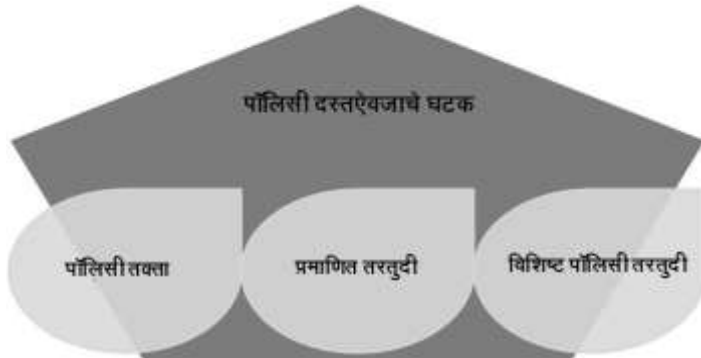 पॉलिसी दस्तऐवजाचे घटक
पॉलिसी तक्ता
प्रमाणित तरतुदी
विशिष्ट पॉलिसी तरतुदी